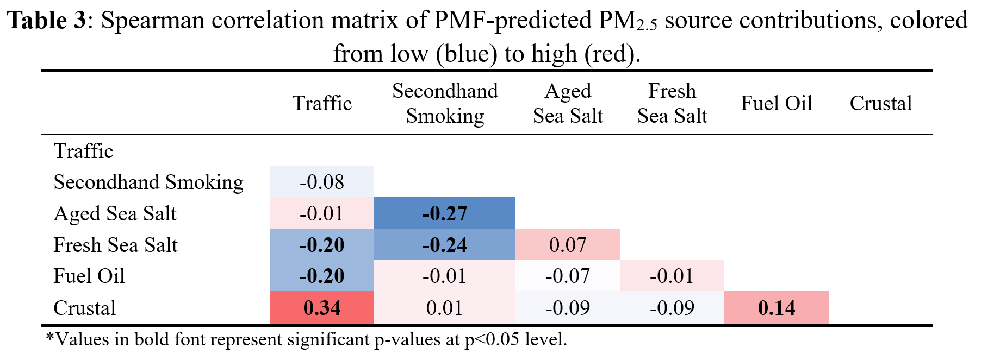 Table 3: Spearman correlation matrix of PMF-predicted PM2.5 source contributions, colored
from low (blue) to high (red).
Traffic Secondhand Smoking Aged Sea Salt Fresh Sea Salt Fuel Oil Crustal
Traffic
Secondhand Smoking -0.08
Aged Sea Salt -0.01 -0.27
Fresh Sea Salt -0.20 -0.24 0.07
Fuel Oil -0.20 -0.01 -0.07 -0.01
Crustal 0.34 0.01 -0.09 -0.09 0.14
*Values in bold font represent significant p-values at p<0.05 level.